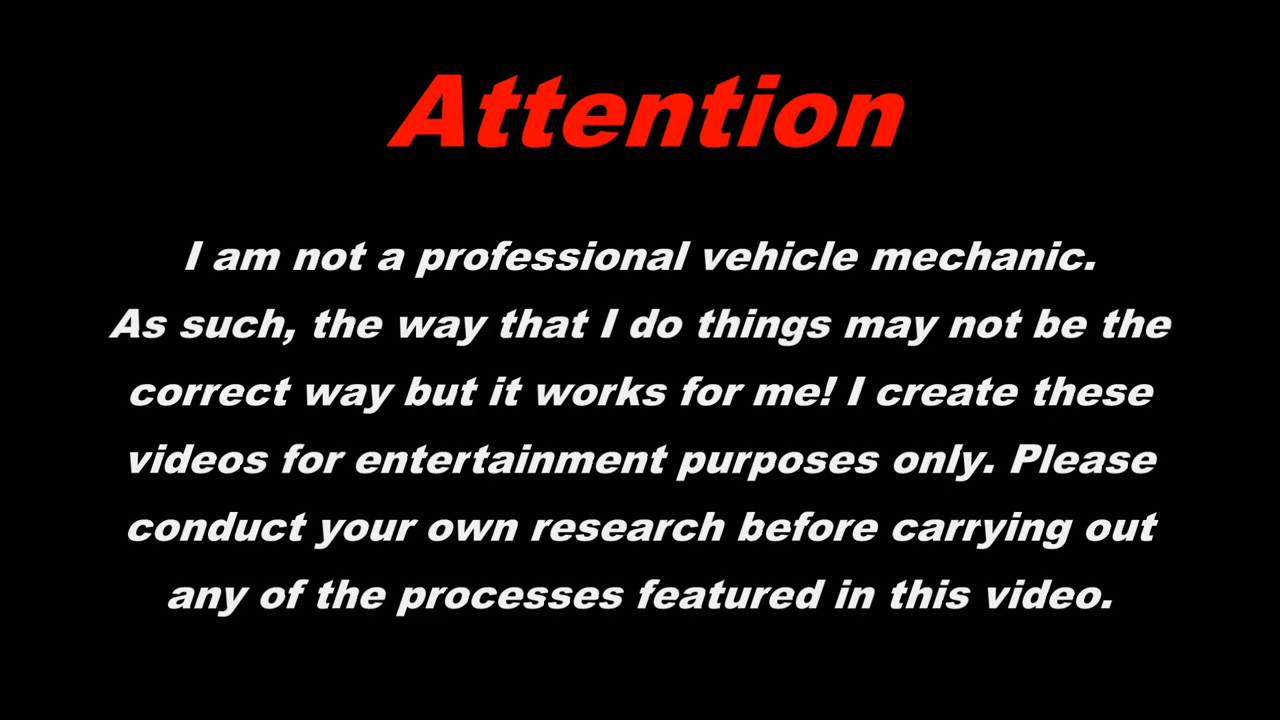 Attention
I am not a professional vehicle mechanic.
As such, the way that I do things may not be the
correct way but it works for me! I create these
videos for entertainment purposes only. Please
conduct your own research before carrying out
any of the processes featured in this video.